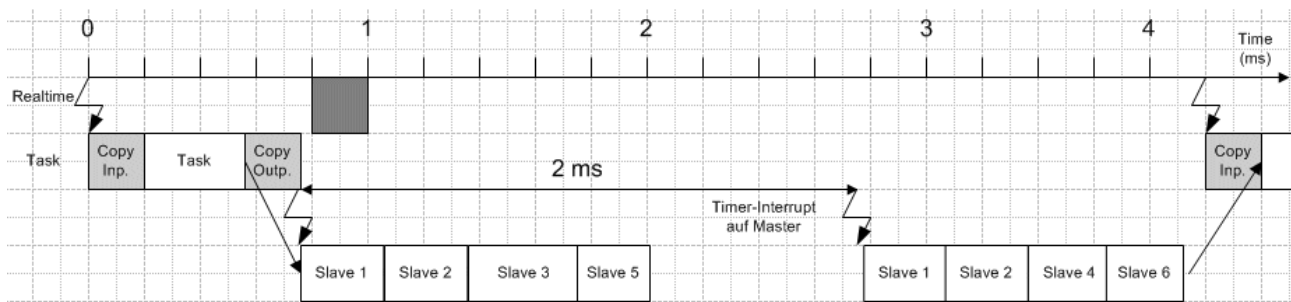 0 1 2 3 4
Time
(ms)
Realtime
Task
Copy
Inp.
Task
Copy
Outp.
2 ms
Copy
Inp.
Timer-Interrupt
auf Master
Slave 1 Slave 2 Slave 3 Slave 5 Slave 1 Slave 2 Slave 4 Slave 6